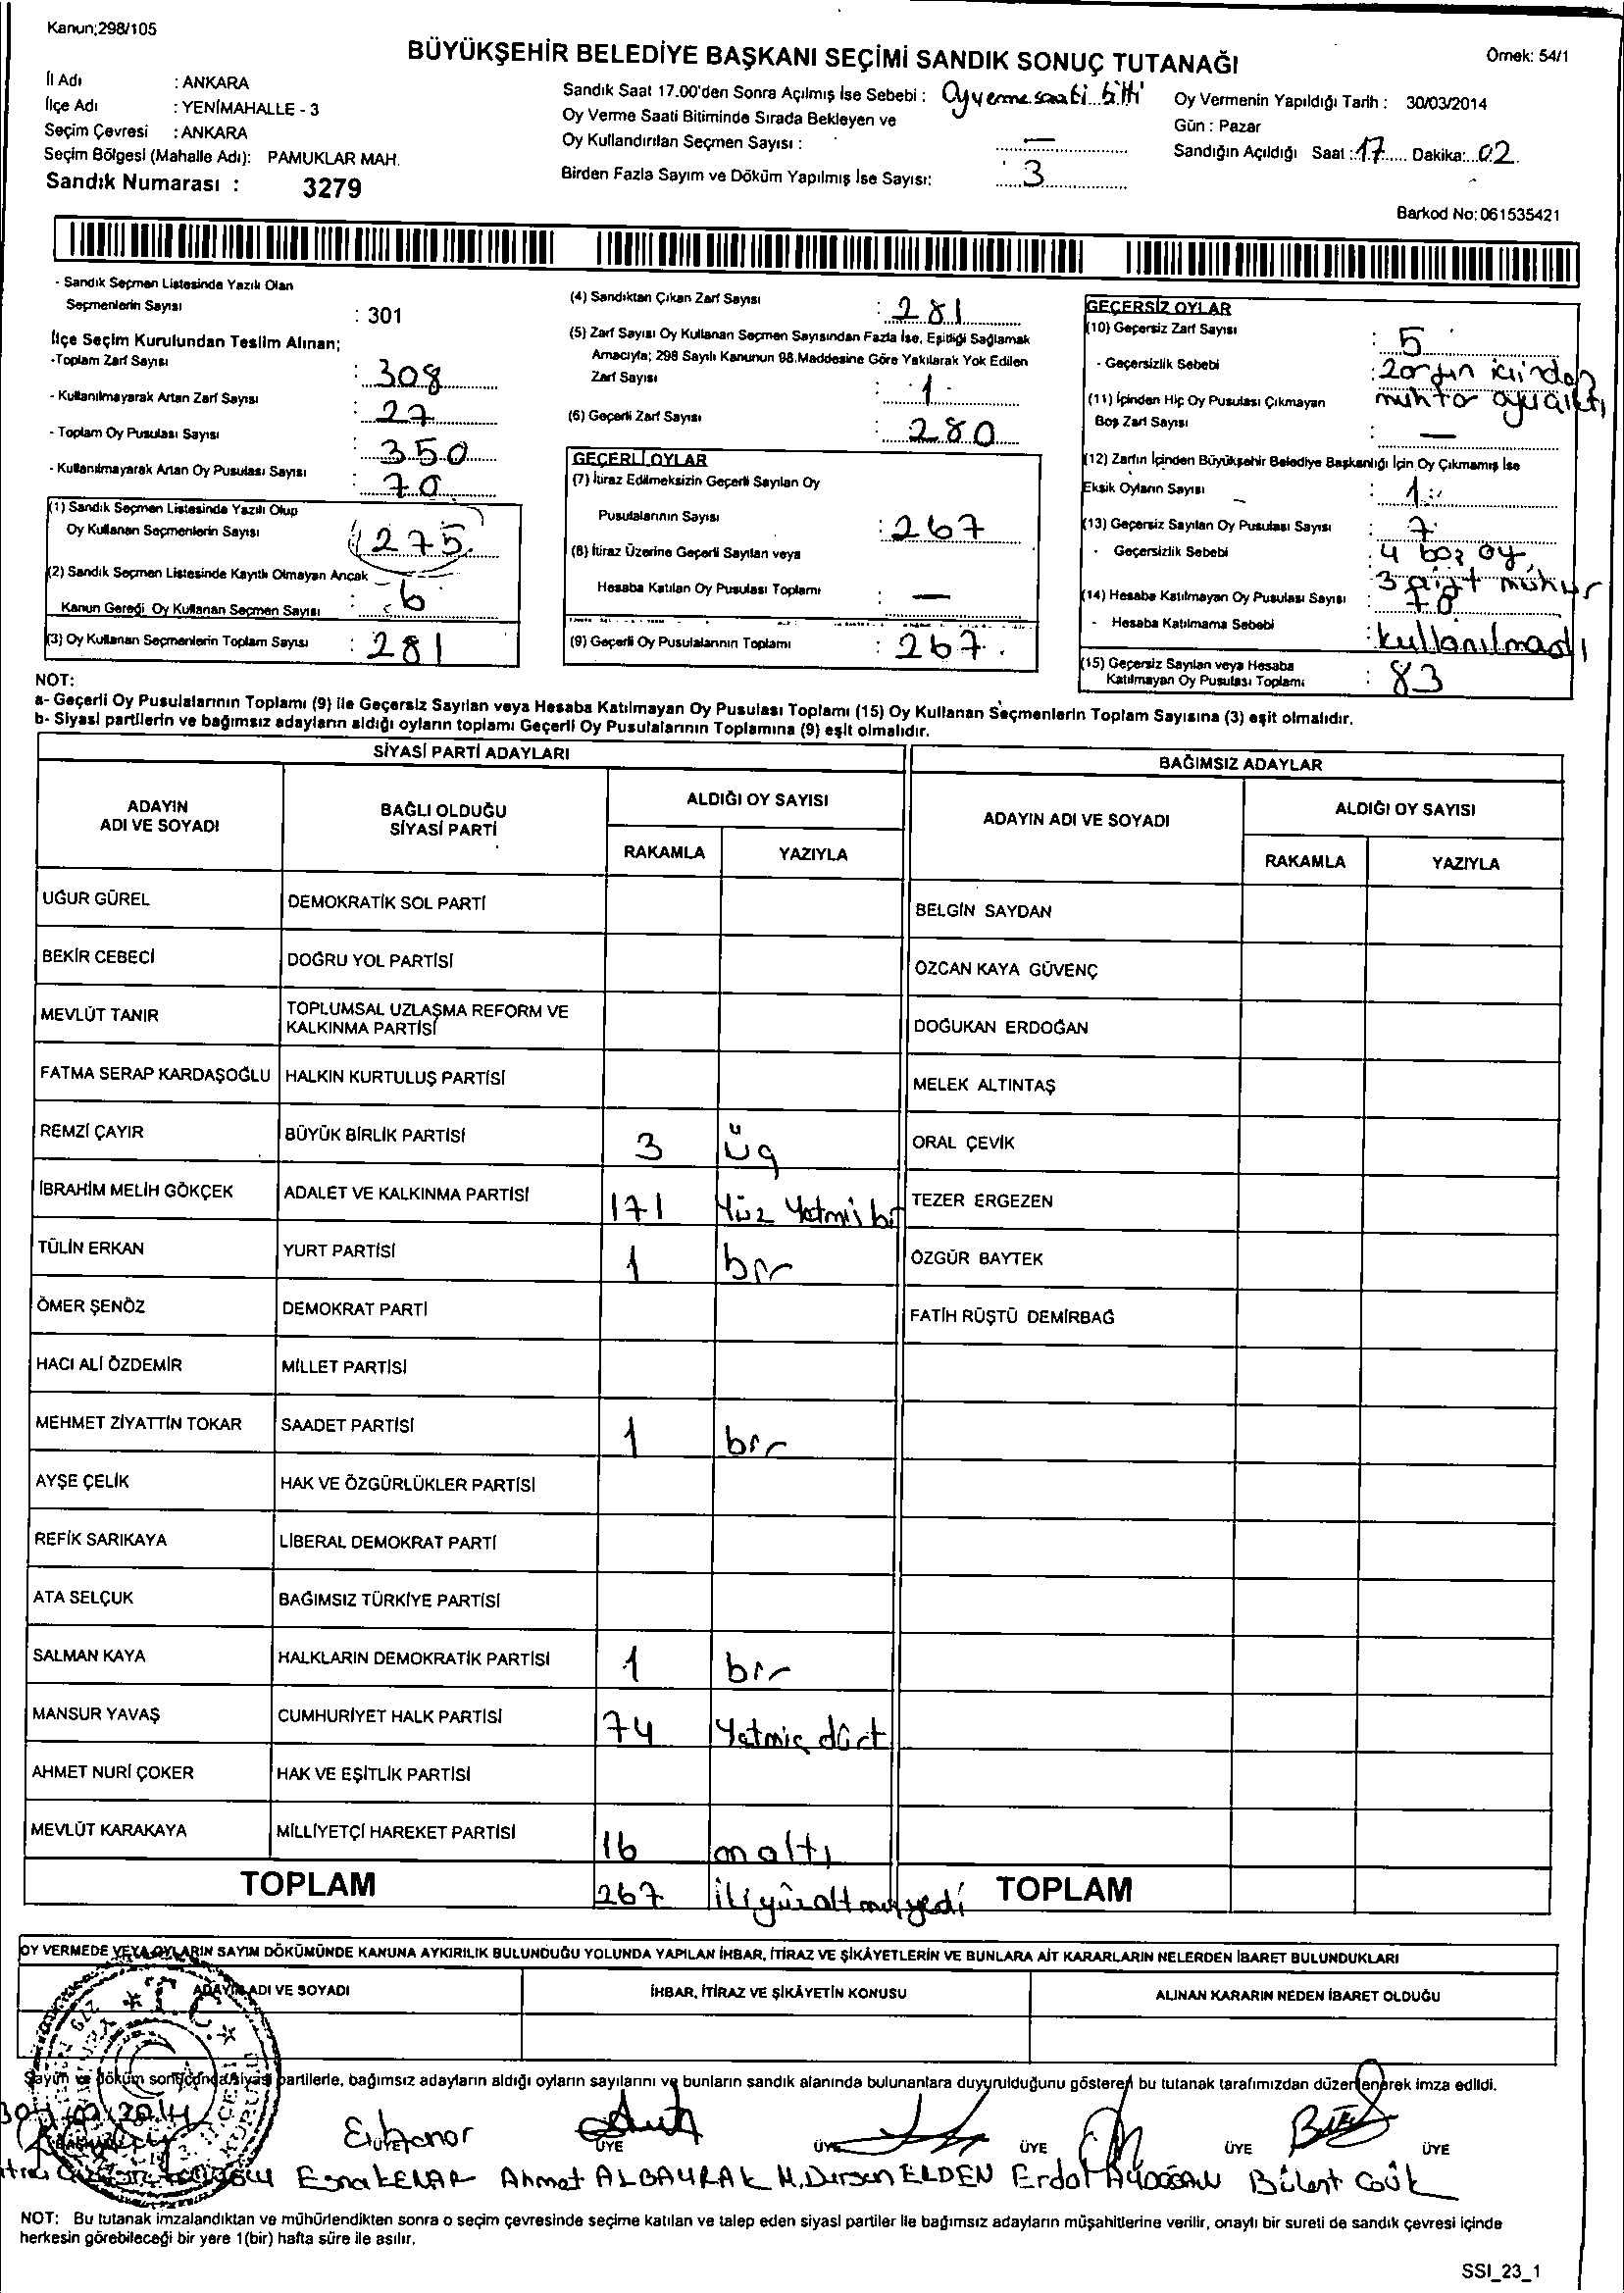 Kanun;298/105
BÜYÜKŞEHİR BELEDİYE BAŞKANI SEÇİMİ SANDIK SONUÇ TUTANAĞI
Örnek: 54/1
İl Adı : ANKARA
İlçe Adı : YENİMAHALLE - 3
Seçim Çevresi : ANKARA
Seçim Bölgesi (Mahalle Adı): PAMUKLAR MAH.
Sandık Numarası : 3279
Sandık Saat 17.00'den Sonra Açılmış İse Sebebi : Oyverme saati bitti
Oy Verme Saati Bitiminde Sırada Bekleyen ve
Oy Kullandırılan Seçmen Sayısı : —
Birden Fazla Sayım ve Döküm Yapılmış İse Sayısı: 3
Oy Vermenin Yapıldığı Tarih : 30/03/2014
Gün : Pazar
Sandığın Açıldığı Saat : 17 Dakika: 02
Barkod No: 061535421
- Sandık Seçmen Listesinde Yazılı Olan
Seçmenlerin Sayısı : 301
İlçe Seçim Kurulundan Teslim Alınan;
-Toplam Zarf Sayısı : 308
- Kullanılmayarak Artan Zarf Sayısı : 27
- Toplam Oy Pusulası Sayısı : 350
- Kullanılmayarak Artan Oy Pusulası Sayısı : 70
(1) Sandık Seçmen Listesinde Yazılı Olup
Oy Kullanan Seçmenlerin Sayısı 275
(2) Sandık Seçmen Listesinde Kayıtlı Olmayan Ancak
Kanun Gereği Oy Kullanan Seçmen Sayısı : 6
(3) Oy Kullanan Seçmenlerin Toplam Sayısı : 281
(4) Sandıktan Çıkan Zarf Sayısı : 281
(5) Zarf Sayısı Oy Kullanan Seçmen Sayısından Fazla İse, Eşitliği Sağlamak
Amacıyla; 298 Sayılı Kanunun 98.Maddesine Göre Yakılarak Yok Edilen
Zarf Sayısı : 1
(6) Geçerli Zarf Sayısı : 280
GEÇERLİ OYLAR
(7) İtiraz Edilmeksizin Geçerli Sayılan Oy
Pusulalarının Sayısı : 267
(8) İtiraz Üzerine Geçerli Sayılan veya
Hesaba Katılan Oy Pusulası Toplamı : —
(9) Geçerli Oy Pusulalarının Toplamı : 267
GEÇERSİZ OYLAR
(10) Geçersiz Zarf Sayısı : 5
- Geçersizlik Sebebi : zarfın içinden
muhtar oyu çıktı
(11) İçinden Hiç Oy Pusulası Çıkmayan
Boş Zarf Sayısı : —
(12) Zarfın İçinden Büyükşehir Belediye Başkanlığı İçin Oy Çıkmamış İse
Eksik Oyların Sayısı : 1
(13) Geçersiz Sayılan Oy Pusulası Sayısı : 7
- Geçersizlik Sebebi : 4 boş oy,
3 çift mühür
(14) Hesaba Katılmayan Oy Pusulası Sayısı : 70
- Hesaba Katılmama Sebebi : kullanılmadı
(15) Geçersiz Sayılan veya Hesaba
Katılmayan Oy Pusulası Toplamı : 83
NOT:
a- Geçerli Oy Pusulalarının Toplamı (9) ile Geçersiz Sayılan veya Hesaba Katılmayan Oy Pusulası Toplamı (15) Oy Kullanan Seçmenlerin Toplam Sayısına (3) eşit olmalıdır.
b- Siyasi partilerin ve bağımsız adayların aldığı oyların toplamı Geçerli Oy Pusulalarının Toplamına (9) eşit olmalıdır.
SİYASİ PARTİ ADAYLARI
BAĞIMSIZ ADAYLAR
ADAYIN ADI VE SOYADI
BAĞLI OLDUĞU SİYASİ PARTİ
ALDIĞI OY SAYISI
RAKAMLA YAZIYLA
ADAYIN ADI VE SOYADI
ALDIĞI OY SAYISI
RAKAMLA YAZIYLA
UĞUR GÜREL DEMOKRATİK SOL PARTİ BELGİN SAYDAN
BEKİR CEBECİ DOĞRU YOL PARTİSİ ÖZCAN KAYA GÜVENÇ
MEVLÜT TANIR TOPLUMSAL UZLAŞMA REFORM VE KALKINMA PARTİSİ DOĞUKAN ERDOĞAN
FATMA SERAP KARDAŞOĞLU HALKIN KURTULUŞ PARTİSİ MELEK ALTINTAŞ
REMZİ ÇAYIR BÜYÜK BİRLİK PARTİSİ 3 üç ORAL ÇEVİK
İBRAHİM MELİH GÖKÇEK ADALET VE KALKINMA PARTİSİ 171 Yüz Yetmiş bir TEZER ERGEZEN
TÜLİN ERKAN YURT PARTİSİ 1 bir ÖZGÜR BAYTEK
ÖMER ŞENÖZ DEMOKRAT PARTİ FATİH RÜŞTÜ DEMİRBAĞ
HACI ALİ ÖZDEMİR MİLLET PARTİSİ
MEHMET ZİYATTİN TOKAR SAADET PARTİSİ 1 bir
AYŞE ÇELİK HAK VE ÖZGÜRLÜKLER PARTİSİ
REFİK SARIKAYA LİBERAL DEMOKRAT PARTİ
ATA SELÇUK BAĞIMSIZ TÜRKİYE PARTİSİ
SALMAN KAYA HALKLARIN DEMOKRATİK PARTİSİ 1 bir
MANSUR YAVAŞ CUMHURİYET HALK PARTİSİ 74 Yetmiş dört
AHMET NURİ ÇOKER HAK VE EŞİTLİK PARTİSİ
MEVLÜT KARAKAYA MİLLİYETÇİ HAREKET PARTİSİ 16 onaltı
TOPLAM 267 ikiyüzaltmışyedi TOPLAM
OY VERMEDE VEYA OYLARIN SAYIM DÖKÜMÜNDE KANUNA AYKIRILIK BULUNDUĞU YOLUNDA YAPILAN İHBAR, İTİRAZ VE ŞİKÂYETLERİN VE BUNLARA AİT KARARLARIN NELERDEN İBARET BULUNDUKLARI
ADAYIN ADI VE SOYADI İHBAR, İTİRAZ VE ŞİKÂYETİN KONUSU ALINAN KARARIN NEDEN İBARET OLDUĞU
T.C.
Sayım ve döküm sonucunda siyasi partilerle, bağımsız adayların aldığı oyların sayılarını ve bunların sandık alanında bulunanlara duyurulduğunu gösteren bu tutanak tarafımızdan düzenlenerek imza edildi.
30/03/2014
BAŞKAN ÜYE ÜYE ÜYE ÜYE ÜYE ÜYE
Esra KENAR Ahmet ALBAYRAK H.Dursun ELDEN Erdal AYDOĞAN Bülent
NOT: Bu tutanak imzalandıktan ve mühürlendikten sonra o seçim çevresinde seçime katılan ve talep eden siyasi partiler ile bağımsız adayların müşahitlerine verilir, onaylı bir sureti de sandık çevresi içinde
herkesin görebileceği bir yere 1(bir) hafta süre ile asılır.
SSI_23_1